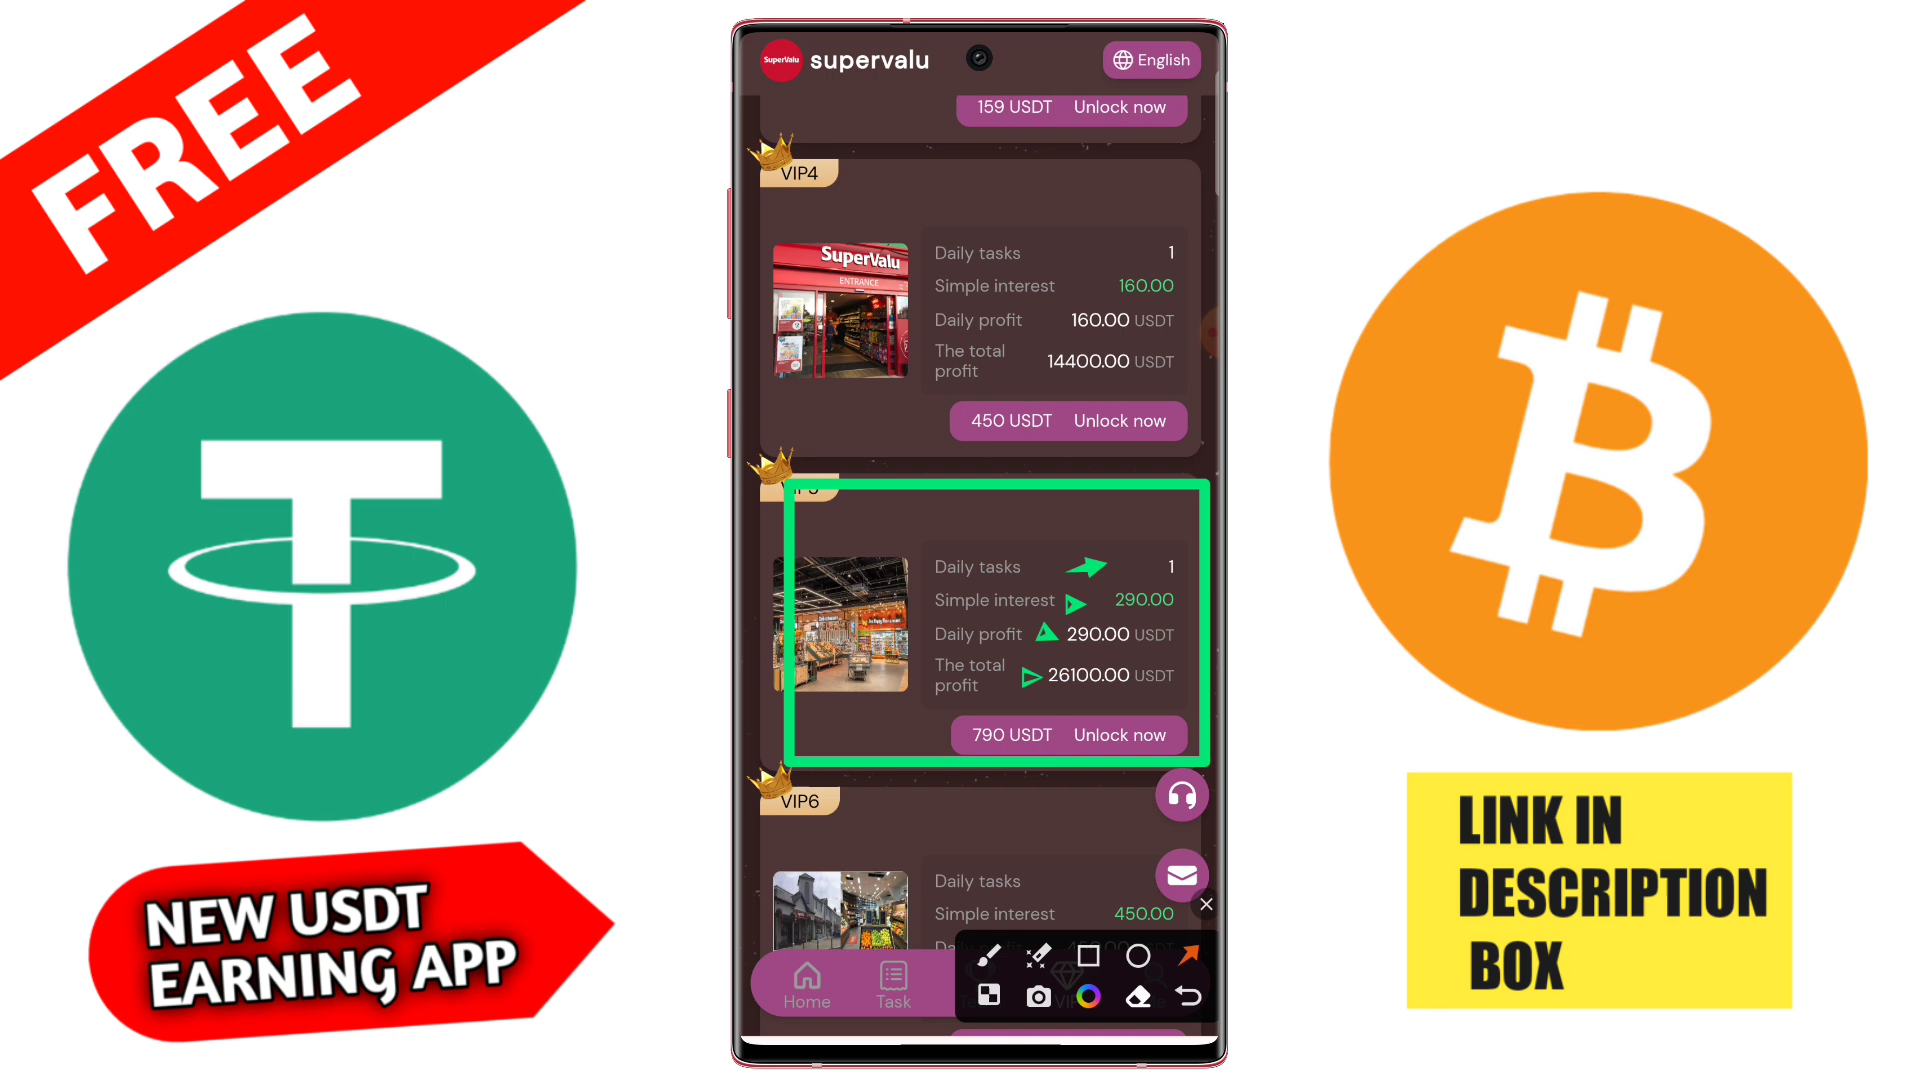 FREE
SuperValu
supervalu
English
159 USDT Unlock now
VIP4
SuperValu
ENTRANCE
Daily tasks 1
Simple interest 160.00
Daily profit 160.00 USDT
The total
profit 14400.00 USDT
450 USDT Unlock now
Daily tasks 1
Simple interest 290.00
Daily profit 290.00 USDT
The total
profit 26100.00 USDT
790 USDT Unlock now
VIP6
Daily tasks
Simple interest 450.00
Home
Task
NEW USDT
EARNING APP
LINK IN
DESCRIPTION
BOX